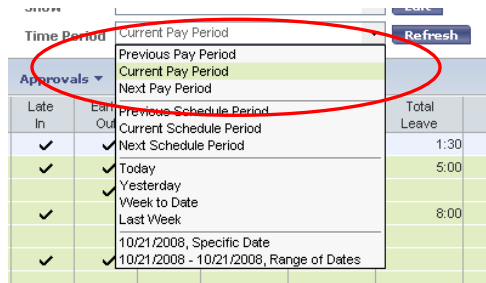 Show Edit
Time Period Current Pay Period Refresh
Previous Pay Period
Approvals Current Pay Period
Next Pay Period
Late In
Total Leave
Previous Schedule Period
Current Schedule Period
Next Schedule Period 1:30
Today 5:00
Yesterday
Week to Date
Last Week 8:00
10/21/2008, Specific Date
10/21/2008 - 10/21/2008, Range of Dates